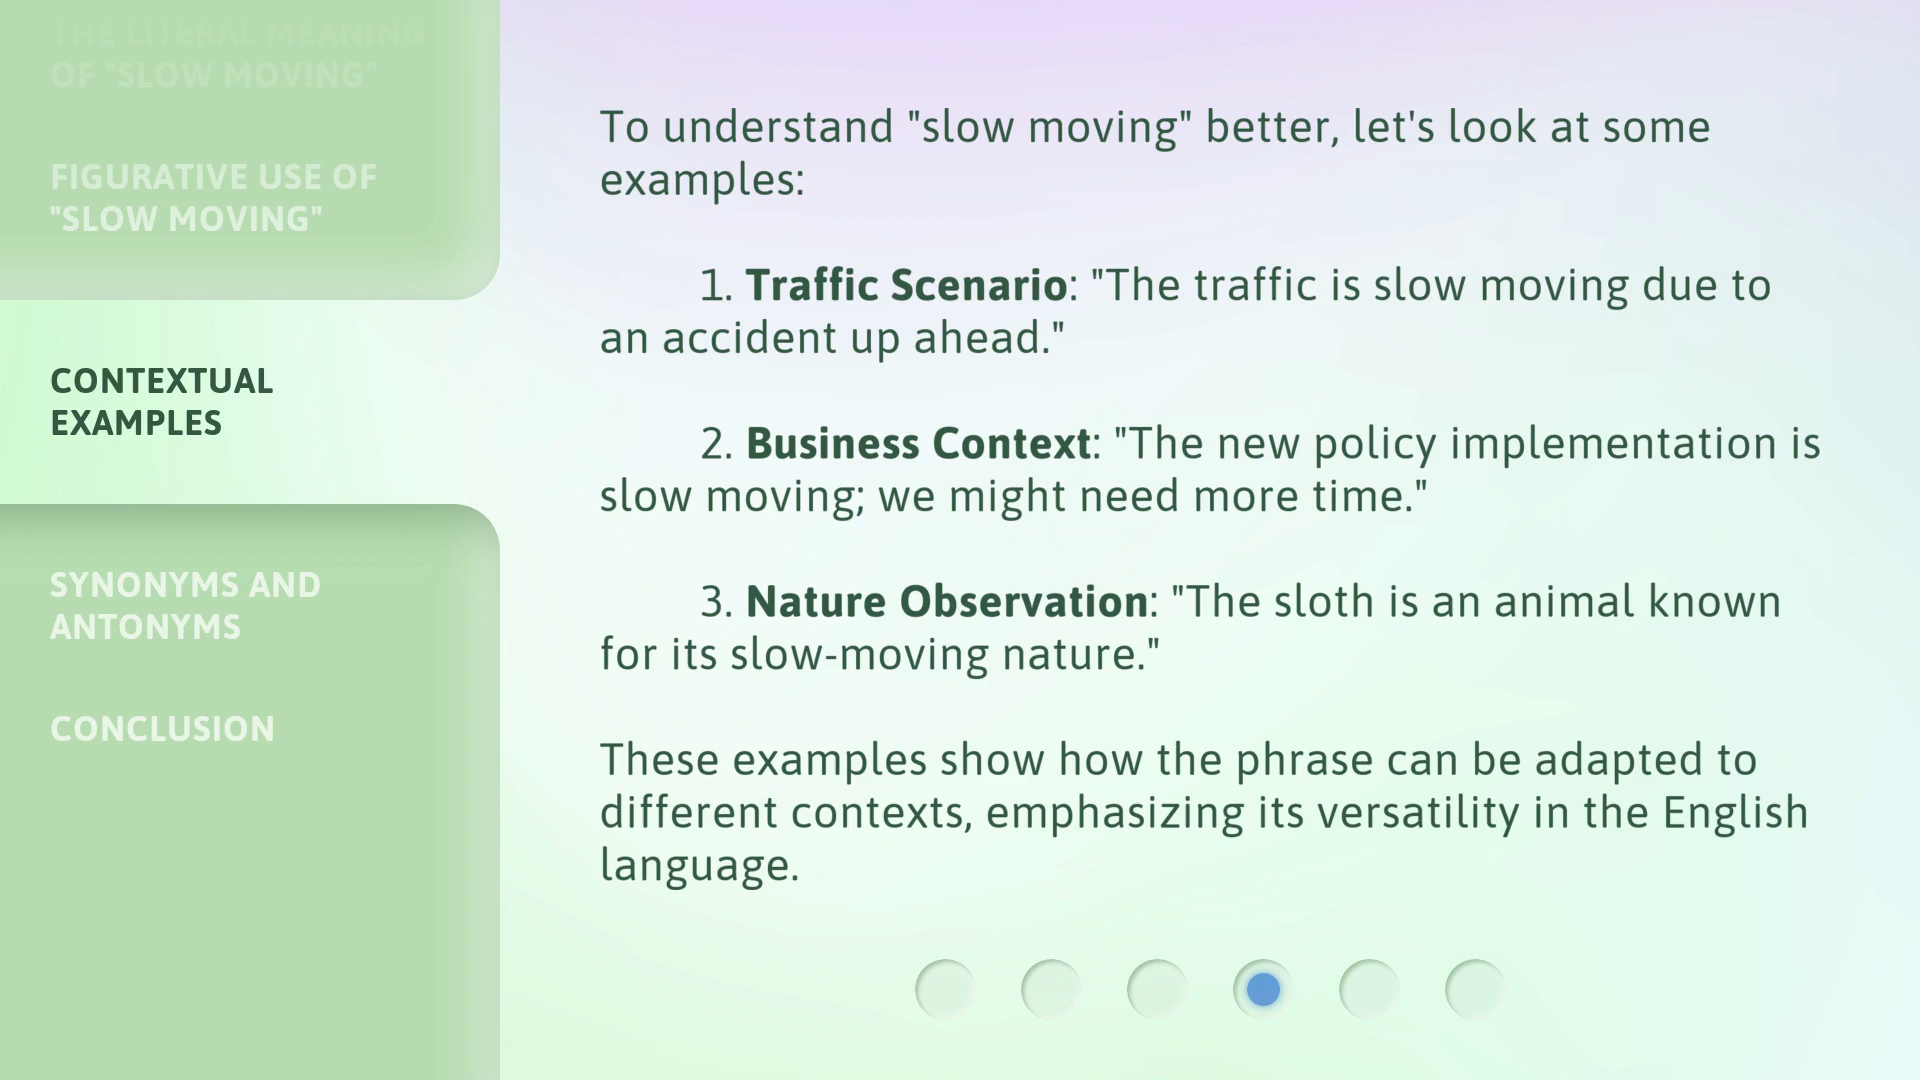 THE LITERAL MEANING
OF "SLOW MOVING"
FIGURATIVE USE OF
"SLOW MOVING"
CONTEXTUAL
EXAMPLES
SYNONYMS AND
ANTONYMS
CONCLUSION
To understand "slow moving" better, let's look at some
examples:
1. Traffic Scenario: "The traffic is slow moving due to
an accident up ahead."
2. Business Context: "The new policy implementation is
slow moving; we might need more time."
3. Nature Observation: "The sloth is an animal known
for its slow-moving nature."
These examples show how the phrase can be adapted to
different contexts, emphasizing its versatility in the English
language.